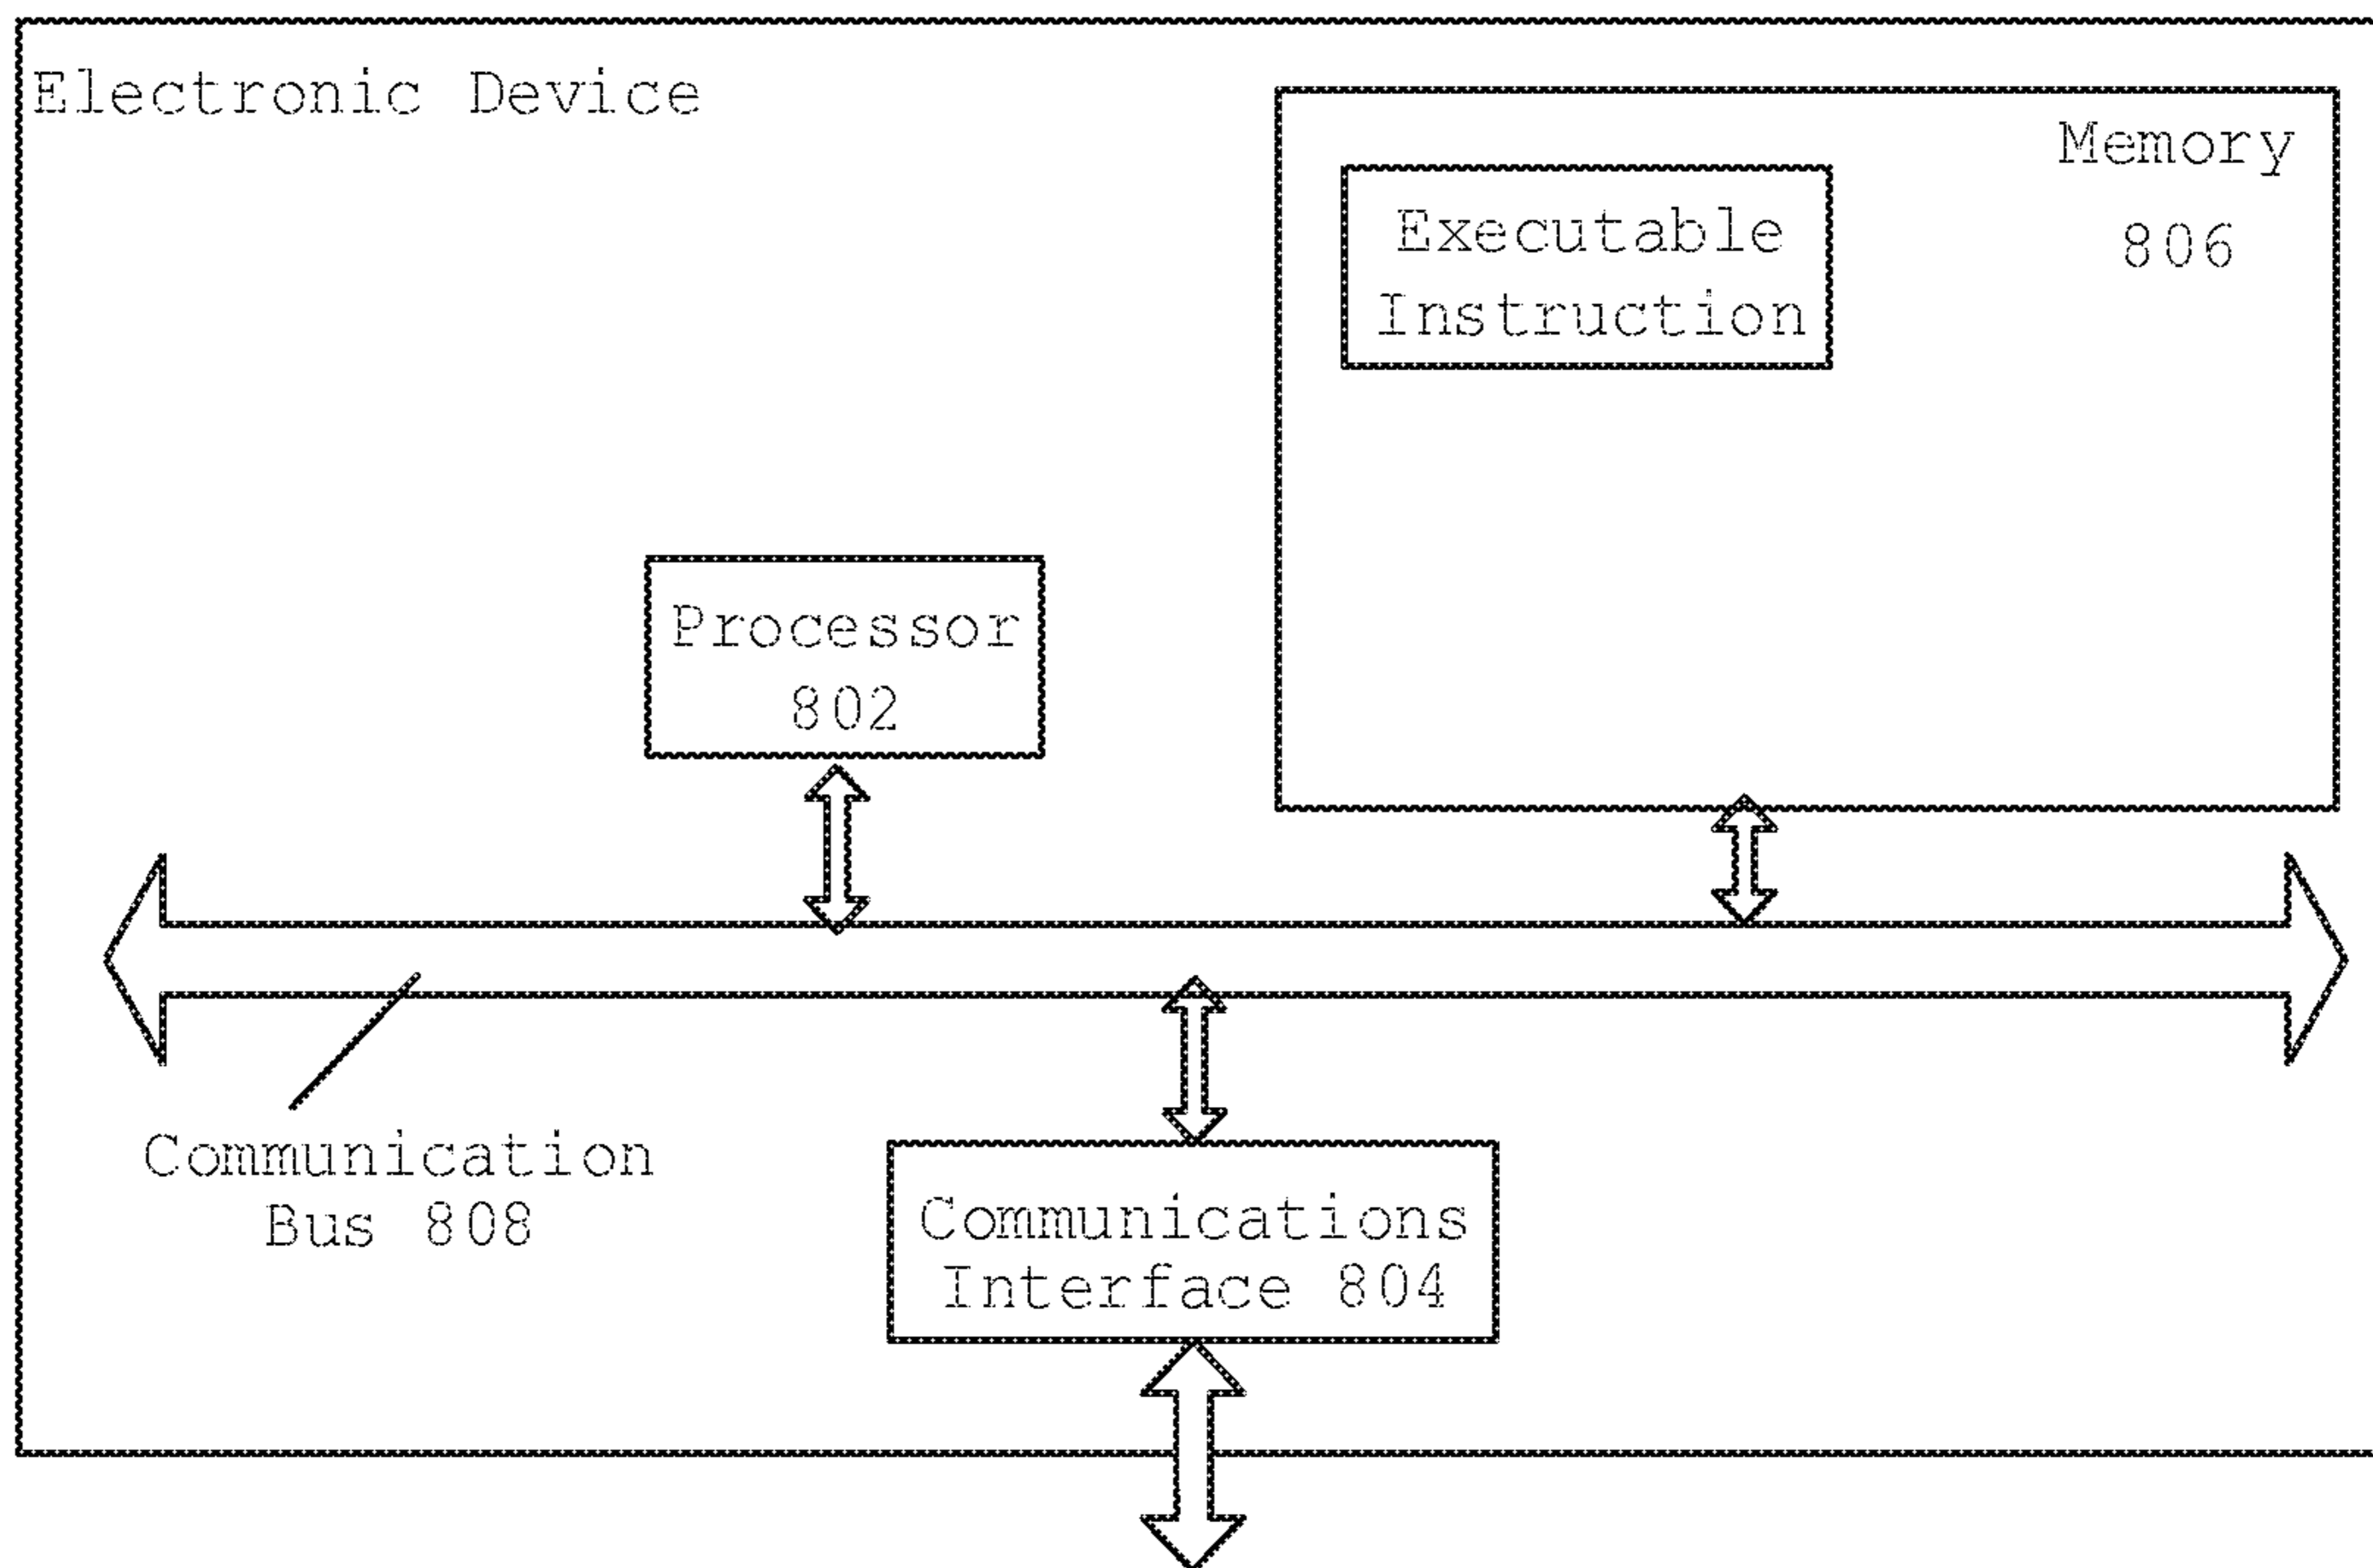 Electronic Device
Memory
806
Executable
Instruction
Processor
802
Communication
Bus 808
Communications
Interface 804